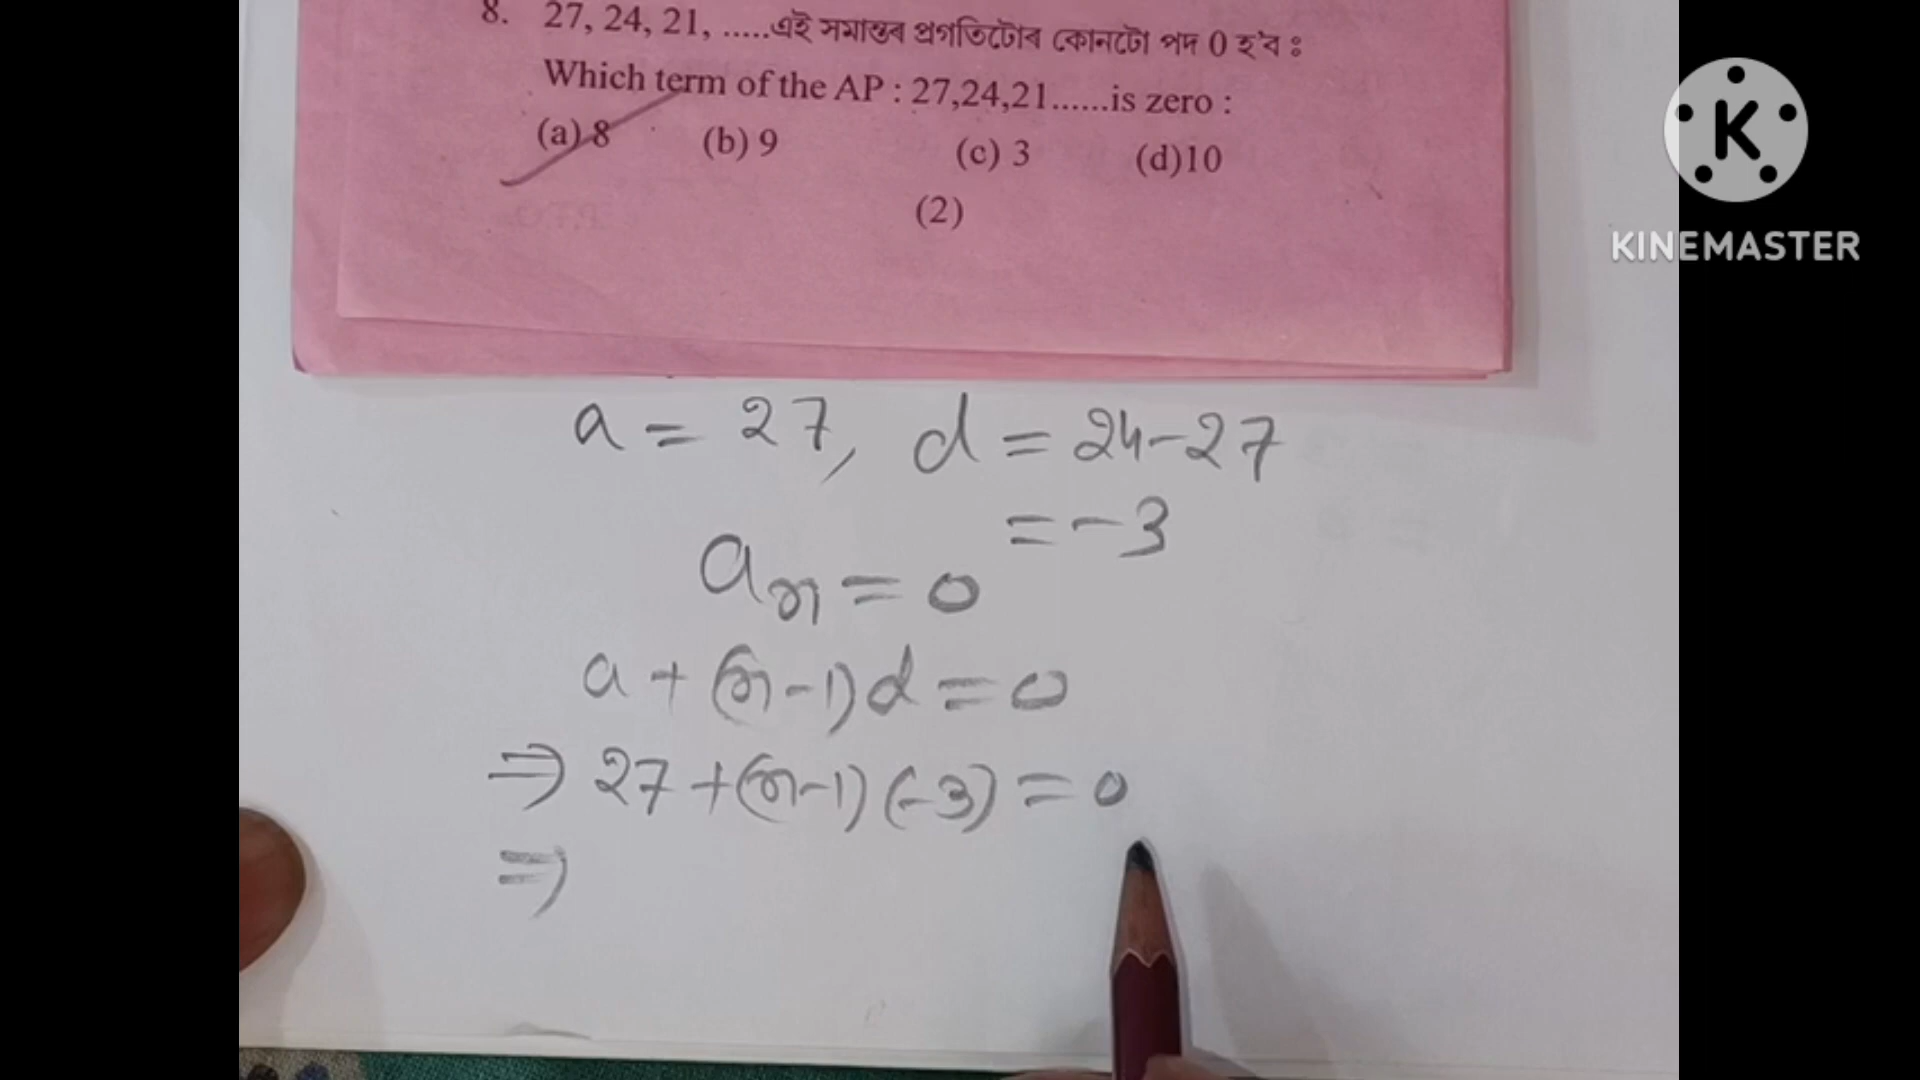 8. 27, 24, 21, .....এই সমান্তৰ প্ৰগতিটোৰ কোনটো পদ 0 হ'ব ঃ
Which term of the AP : 27,24,21......is zero :
(a) 8 (b) 9 (c) 3 (d)10
(2)
K
KINEMASTER
a = 27, d = 24-27
= -3
aₙ = 0
a + (n-1)d = 0
⇒ 27 + (n-1) (-3) = 0
⇒